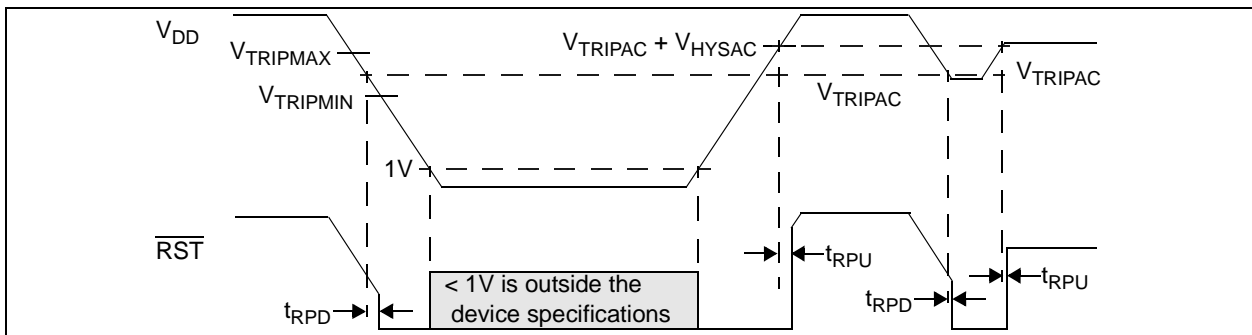 VDD
VTRIPMAX
VTRIPAC + VHYSAC
VTRIPMIN
VTRIPAC
VTRIPAC
1V
RST
tRPD
< 1V is outside the
device specifications
tRPU
tRPD
tRPU